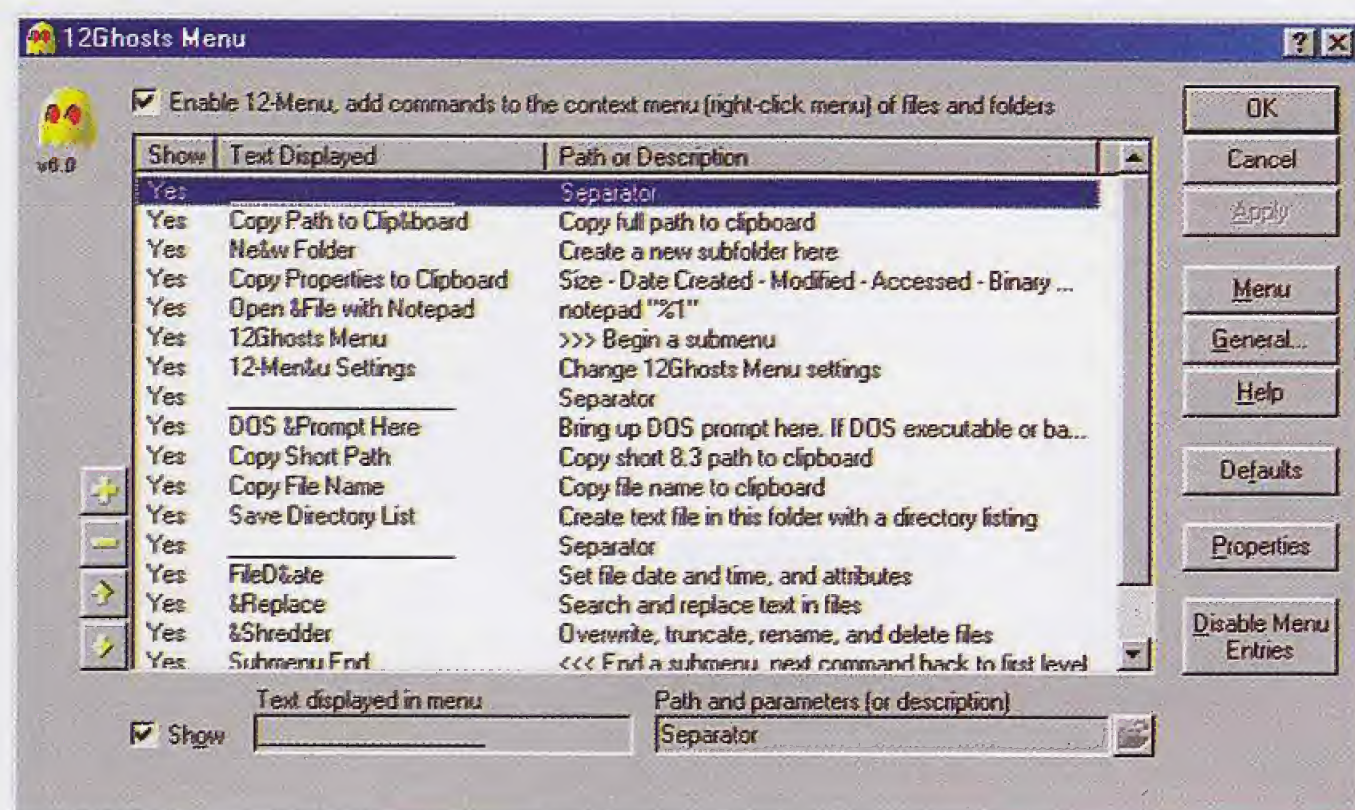 12Ghosts Menu
v6.0
Enable 12-Menu, add commands to the context menu (right-click menu) of files and folders
Show Text Displayed Path or Description
Yes ____________________ Separator
Yes Copy Path to Clip&board Copy full path to clipboard
Yes Ne&w Folder Create a new subfolder here
Yes Copy Properties to Clipboard Size - Date Created - Modified - Accessed - Binary ...
Yes Open &File with Notepad notepad "%1"
Yes 12Ghosts Menu >>> Begin a submenu
Yes 12-Men&u Settings Change 12Ghosts Menu settings
Yes ____________________ Separator
Yes DOS &Prompt Here Bring up DOS prompt here. If DOS executable or ba...
Yes Copy Short Path Copy short 8.3 path to clipboard
Yes Copy File Name Copy file name to clipboard
Yes Save Directory List Create text file in this folder with a directory listing
Yes ____________________ Separator
Yes FileD&ate Set file date and time, and attributes
Yes &Replace Search and replace text in files
Yes &Shredder Overwrite, truncate, rename, and delete files
Yes Submenu End <<< End a submenu, next command back to first level
Text displayed in menu Path and parameters (or description)
Show ____________________ Separator
OK
Cancel
Apply
Menu
General...
Help
Defaults
Properties
Disable Menu
Entries